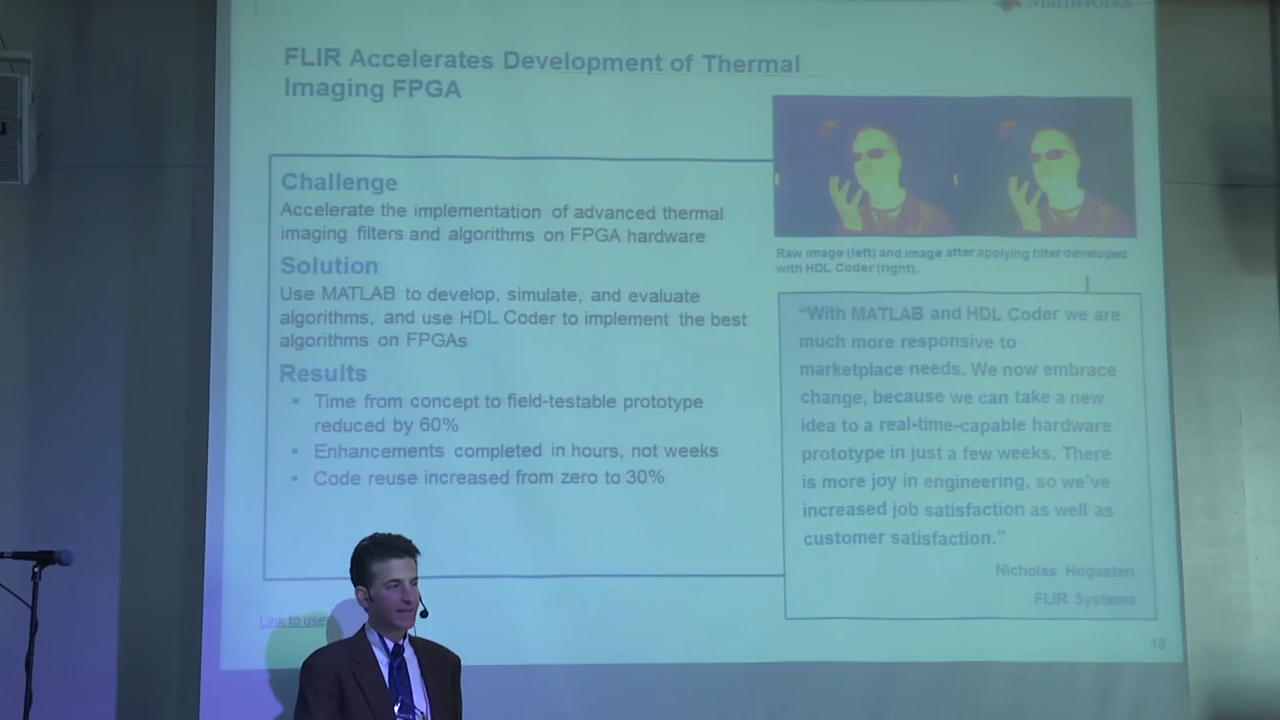 MathWorks
FLIR Accelerates Development of Thermal
Imaging FPGA
Challenge
Accelerate the implementation of advanced thermal
imaging filters and algorithms on FPGA hardware
Solution
Use MATLAB to develop, simulate, and evaluate
algorithms, and use HDL Coder to implement the best
algorithms on FPGAs
Results
▪ Time from concept to field-testable prototype
reduced by 60%
▪ Enhancements completed in hours, not weeks
▪ Code reuse increased from zero to 30%
Link to use
Raw image (left) and image after applying filter developed
with HDL Coder (right).
“With MATLAB and HDL Coder we are
much more responsive to
marketplace needs. We now embrace
change, because we can take a new
idea to a real-time-capable hardware
prototype in just a few weeks. There
is more joy in engineering, so we’ve
increased job satisfaction as well as
customer satisfaction.”
Nicholas Hogasten
FLIR Systems
18